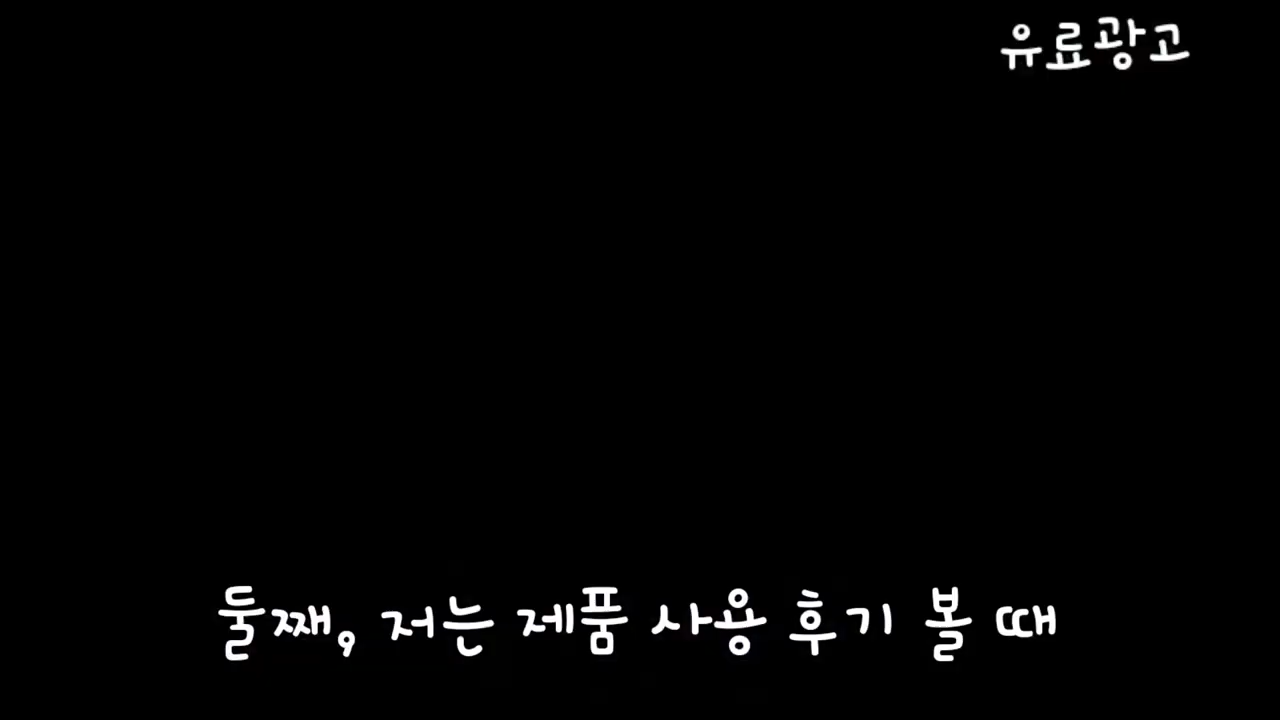 유료광고
둘째, 저는 제품 사용 후기 볼 때